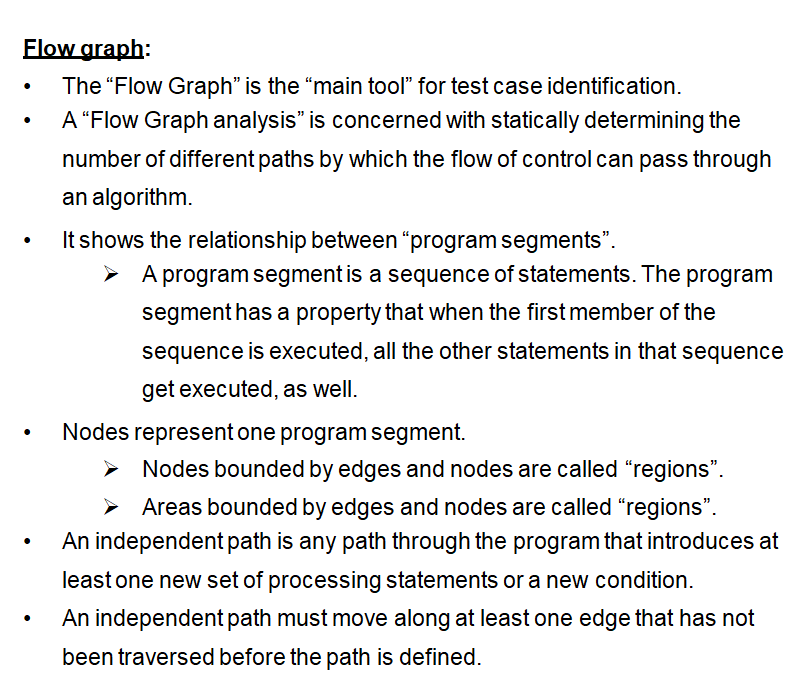 Flow graph:
• The “Flow Graph” is the “main tool” for test case identification.
• A “Flow Graph analysis” is concerned with statically determining the
number of different paths by which the flow of control can pass through
an algorithm.
• It shows the relationship between “program segments”.
➢ A program segment is a sequence of statements. The program
segment has a property that when the first member of the
sequence is executed, all the other statements in that sequence
get executed, as well.
• Nodes represent one program segment.
➢ Nodes bounded by edges and nodes are called “regions”.
➢ Areas bounded by edges and nodes are called “regions”.
• An independent path is any path through the program that introduces at
least one new set of processing statements or a new condition.
• An independent path must move along at least one edge that has not
been traversed before the path is defined.